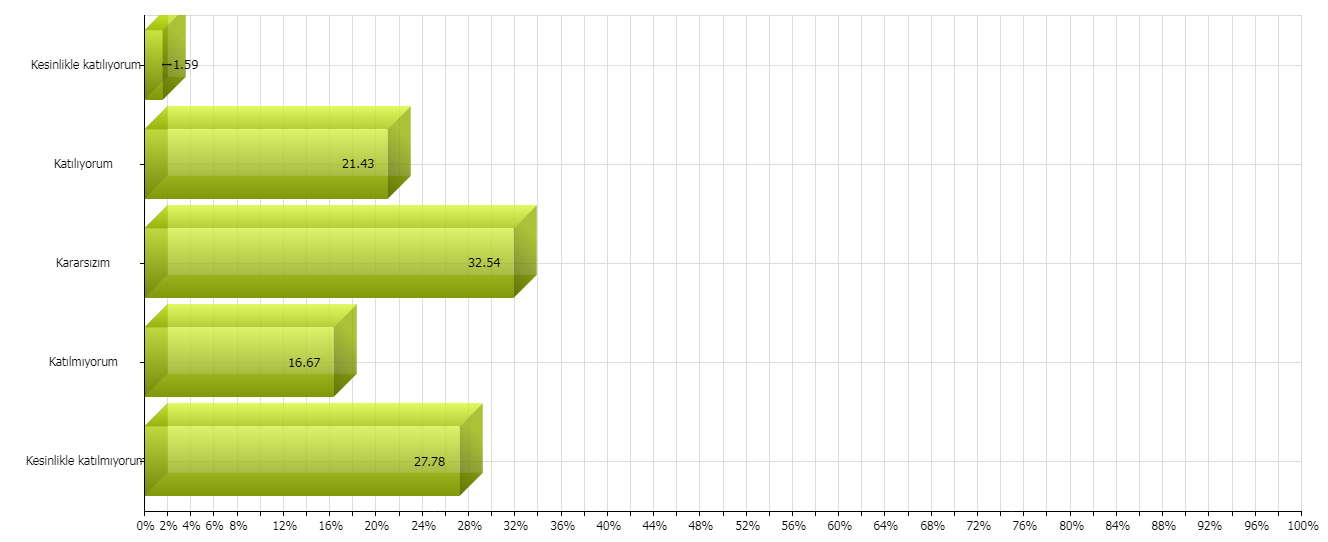 Kesinlikle katılıyorum 1.59
Katılıyorum 21.43
Kararsızım 32.54
Katılmıyorum 16.67
Kesinlikle katılmıyorum 27.78
0% 2% 4% 6% 8% 12% 16% 20% 24% 28% 32% 36% 40% 44% 48% 52% 56% 60% 64% 68% 72% 76% 80% 84% 88% 92% 96% 100%